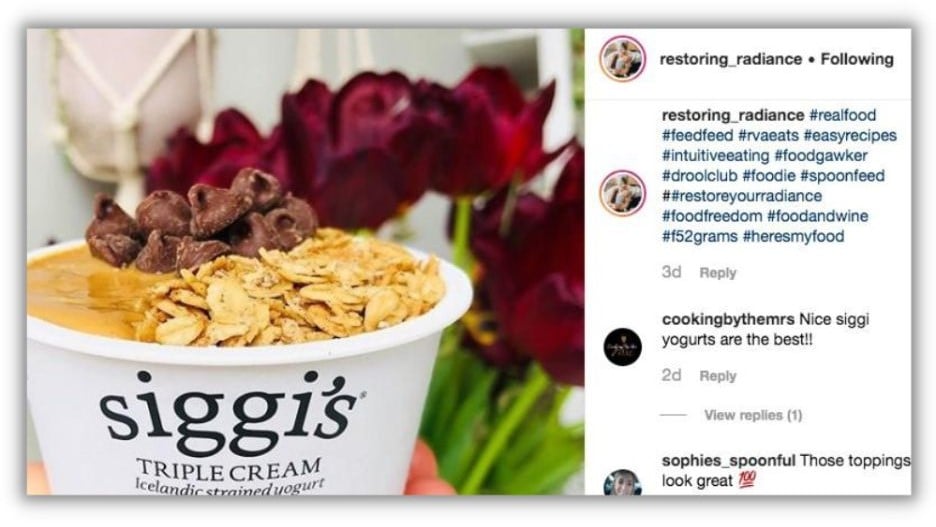 siggi's®
TRIPLE CREAM
Icelandic strained yogurt
restoring_radiance • Following
restoring_radiance #realfood
#feedfeed #rvaeats #easyrecipes
#intuitiveeating #foodgawker
#droolclub #foodie #spoonfeed
##restoreyourradiance
#foodfreedom #foodandwine
#f52grams #heresmyfood
3d Reply
cookingbythemrs Nice siggi
yogurts are the best!!
2d Reply
View replies (1)
sophies_spoonful Those toppings
look great 💯